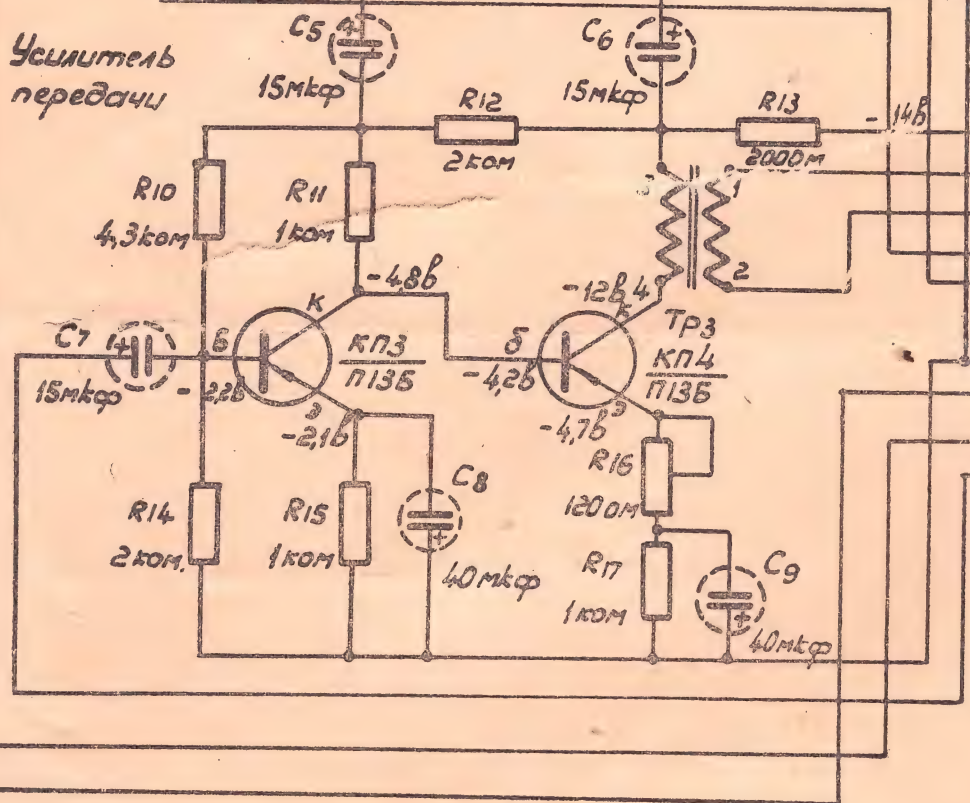 Усилитель
передачи
C5
15мкф
C6
15мкф
R12
2ком
R13
200ом
-14в
R10
4,3ком
R11
1ком
3
1
4
2
-4,8в
-12в
к
к
Тр3
C7
15мкф
б
-2,2в
КП3
П13Б
б
-4,2в
КП4
П13Б
э
-2,1в
э
-4,7в
R14
2ком.
R15
1ком
C8
40мкф
R16
120ом
R17
1ком
C9
40мкф